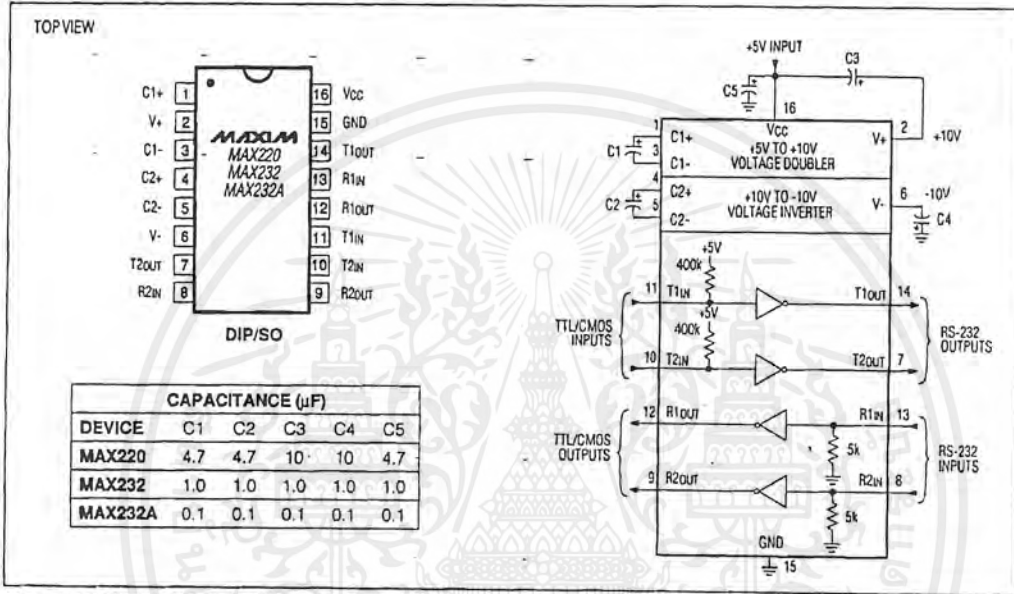 TOP VIEW
C1+ 1
V+ 2
C1- 3
C2+ 4
C2- 5
V- 6
T2OUT 7
R2IN 8
MAXIM
MAX220
MAX232
MAX232A
16 VCC
15 GND
14 T1OUT
13 R1IN
12 R1OUT
11 T1IN
10 T2IN
9 R2OUT
DIP/SO
CAPACITANCE (µF)
DEVICE C1 C2 C3 C4 C5
MAX220 4.7 4.7 10 10 4.7
MAX232 1.0 1.0 1.0 1.0 1.0
MAX232A 0.1 0.1 0.1 0.1 0.1
+5V INPUT
C3
C5
16
1 VCC 2
C1+ +5V TO +10V V+ +10V
C1 3 C1- VOLTAGE DOUBLER
4
C2+ +10V TO -10V V- 6 -10V
C2 5 C2- VOLTAGE INVERTER C4
+5V
400k
11 T1IN T1OUT 14
+5V
TTL/CMOS
INPUTS
400k
RS-232
OUTPUTS
10 T2IN T2OUT 7
12 R1OUT R1IN 13
TTL/CMOS
OUTPUTS
5k
RS-232
INPUTS
9 R2OUT R2IN 8
5k
GND
15